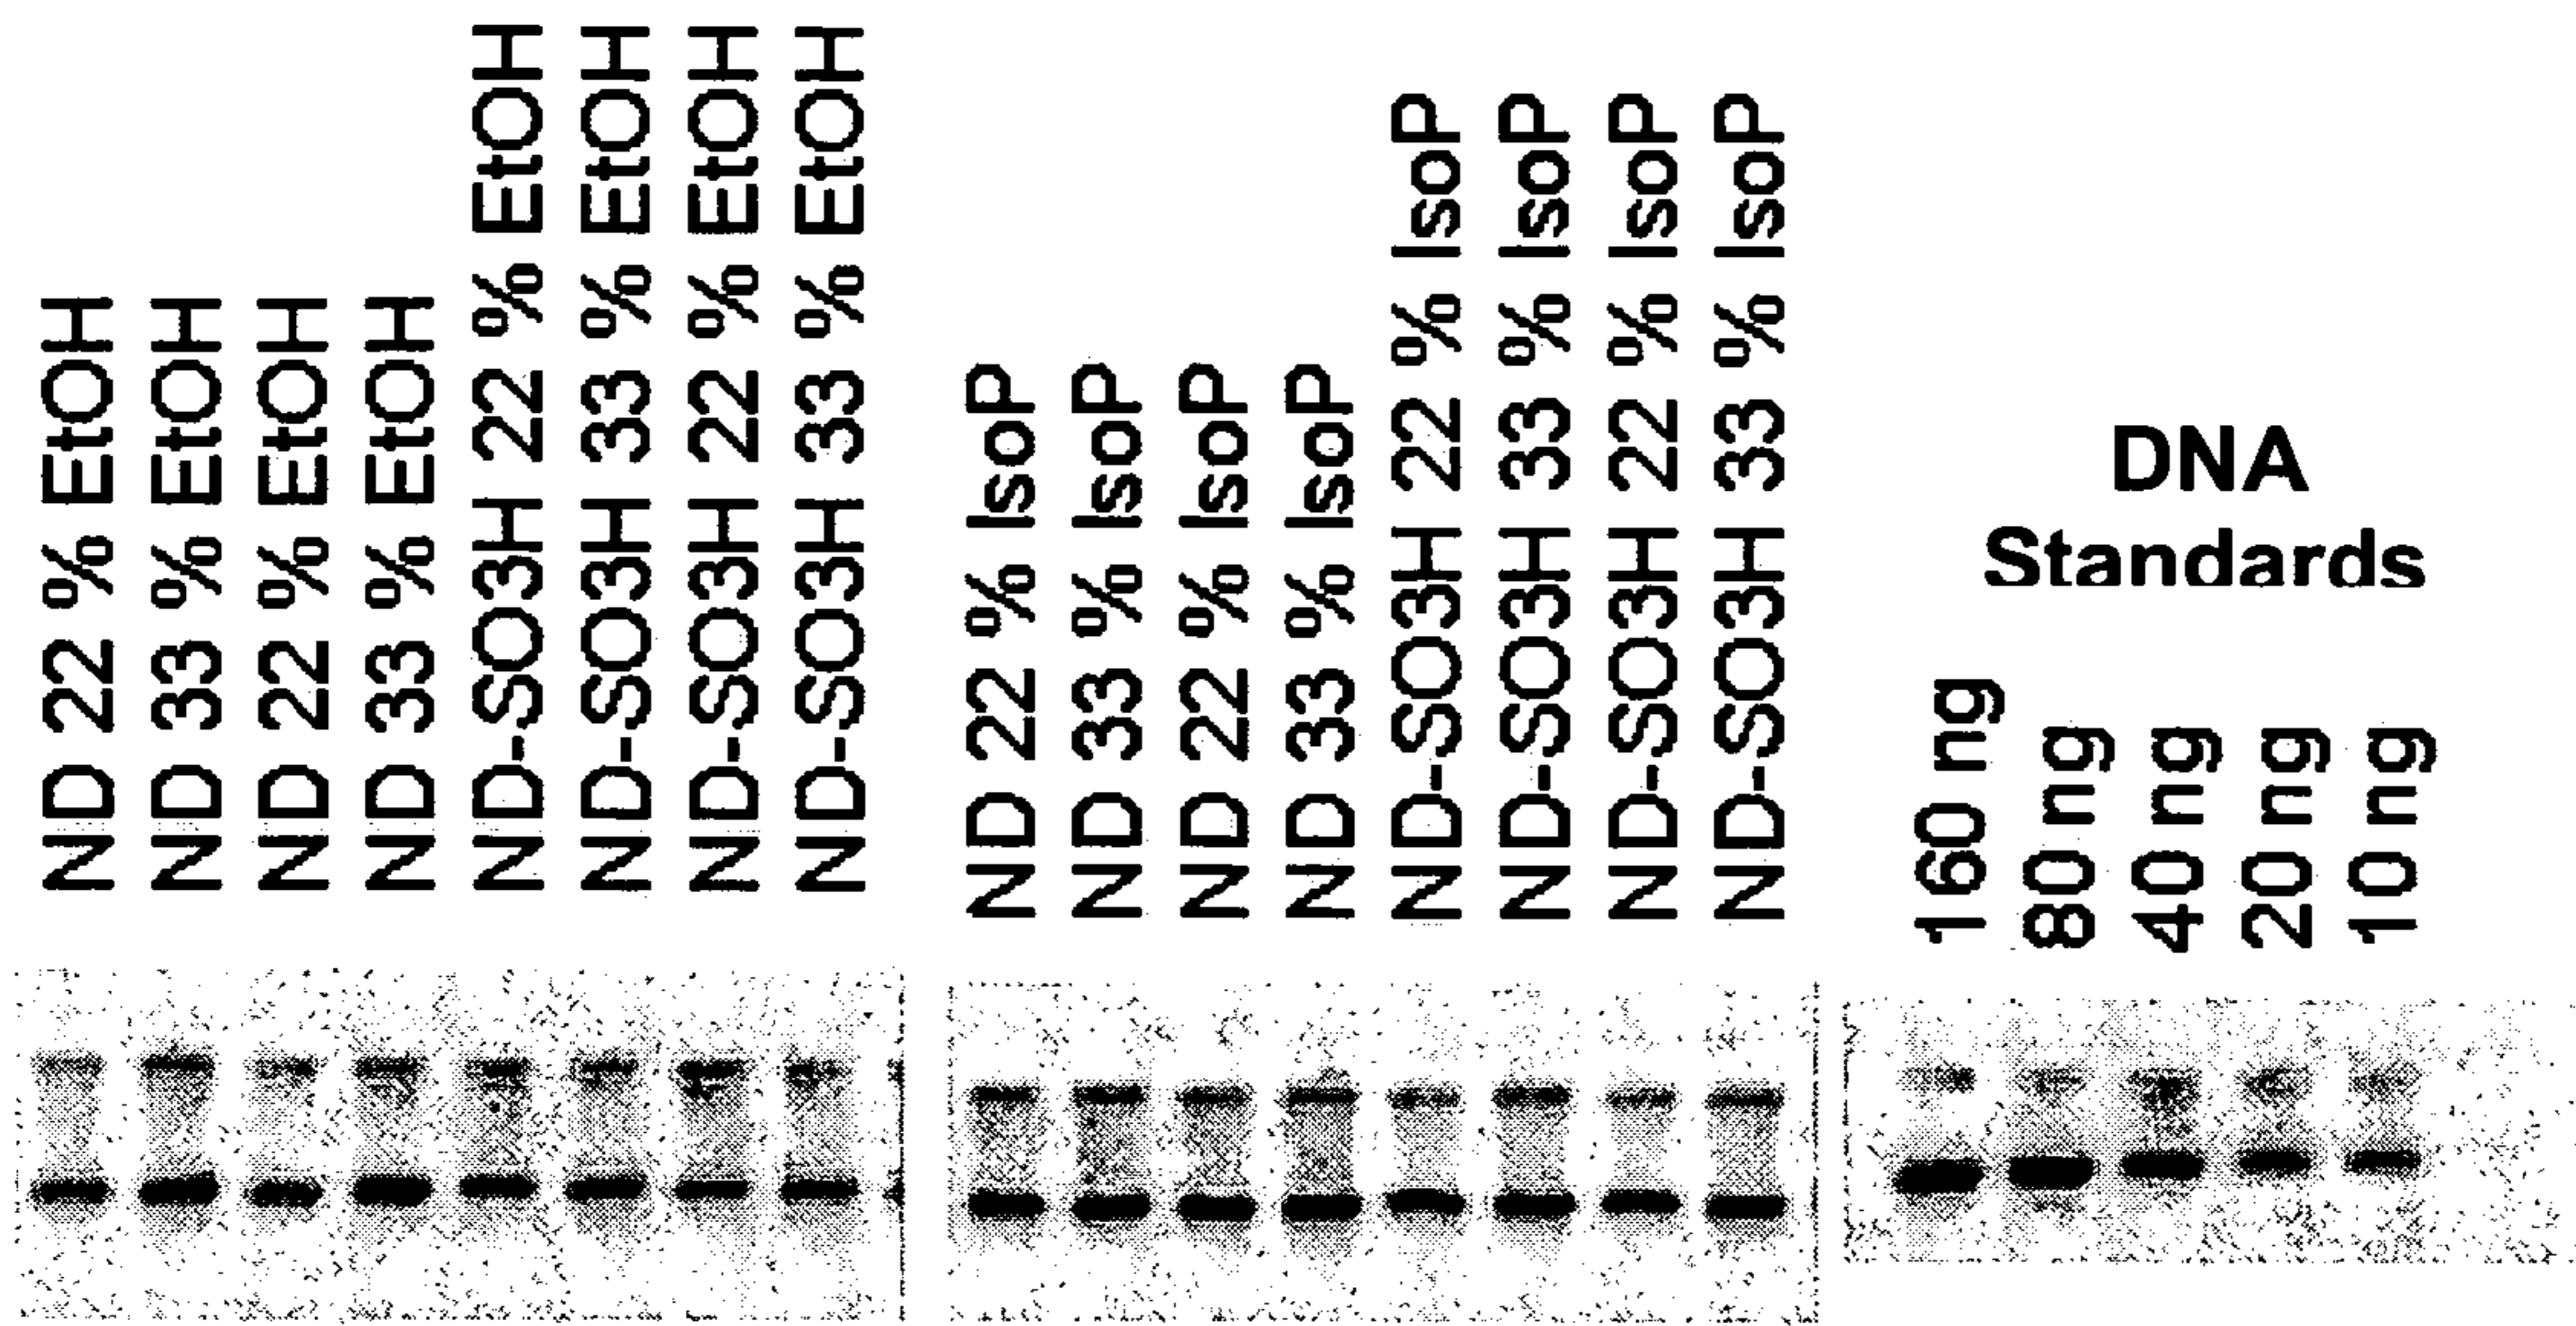 ND 22 % EtOH
ND 33 % EtOH
ND 22 % EtOH
ND 33 % EtOH
ND-SO3H 22 % EtOH
ND-SO3H 33 % EtOH
ND-SO3H 22 % EtOH
ND-SO3H 33 % EtOH
ND 22 % IsoP
ND 33 % IsoP
ND 22 % IsoP
ND 33 % IsoP
ND-SO3H 22 % IsoP
ND-SO3H 33 % IsoP
ND-SO3H 22 % IsoP
ND-SO3H 33 % IsoP
DNA
Standards
160 ng
80 ng
40 ng
20 ng
10 ng